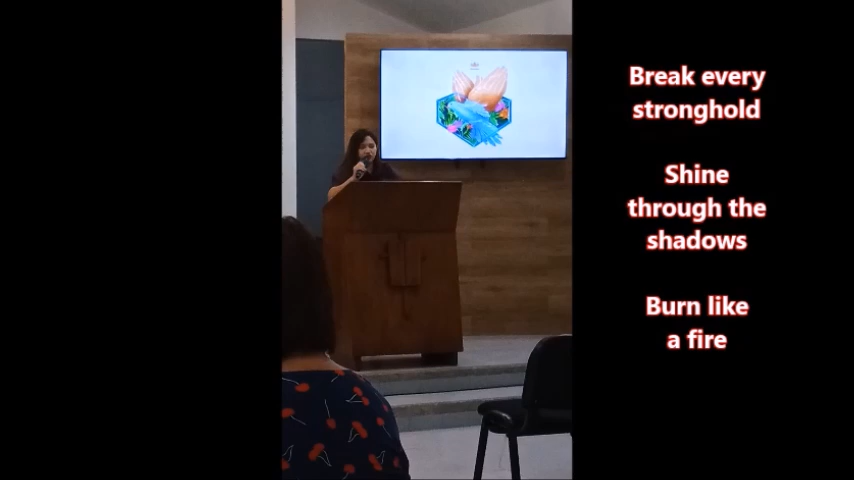 Break every
stronghold
Shine
through the
shadows
Burn like
a fire